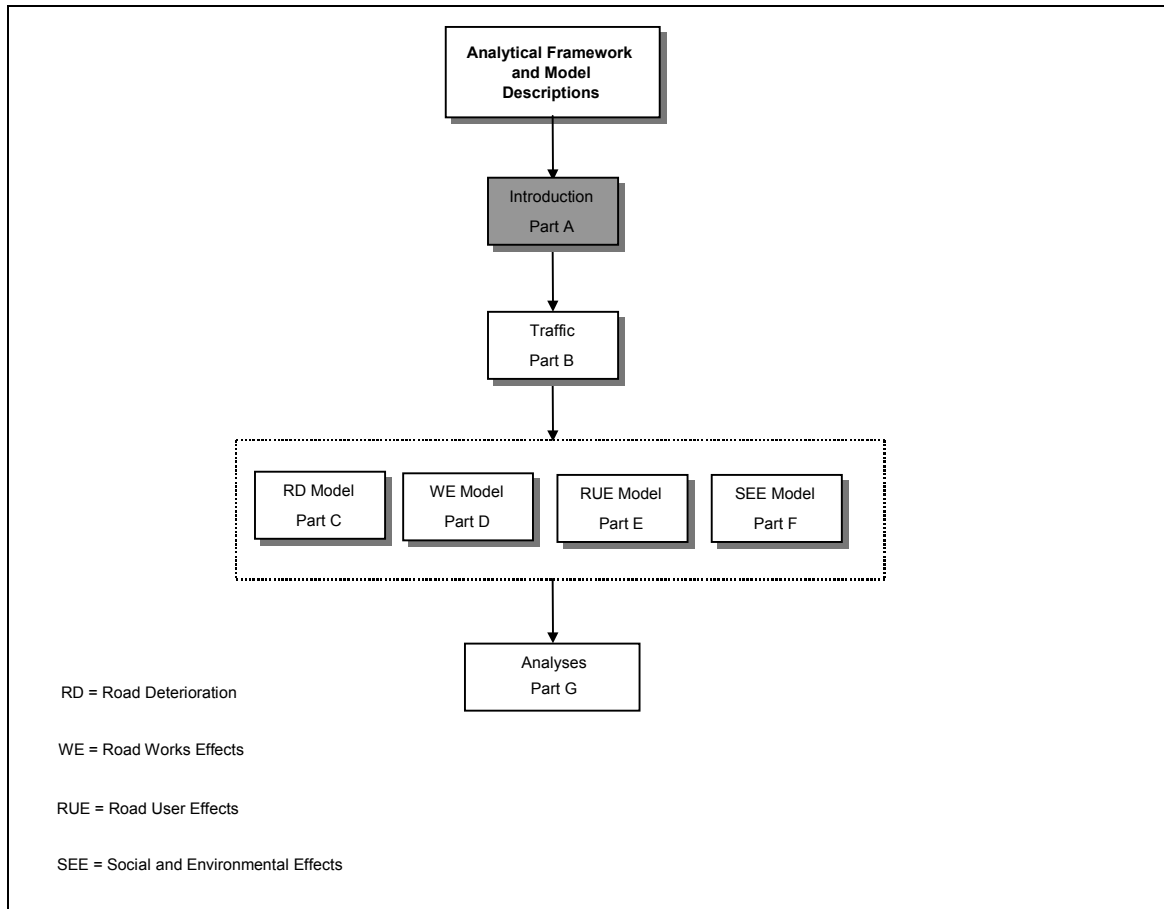 Analytical Framework
and Model
Descriptions
Introduction
Part A
Traffic
Part B
RD Model
Part C
WE Model
Part D
RUE Model
Part E
SEE Model
Part F
Analyses
Part G
RD = Road Deterioration
WE = Road Works Effects
RUE = Road User Effects
SEE = Social and Environmental Effects